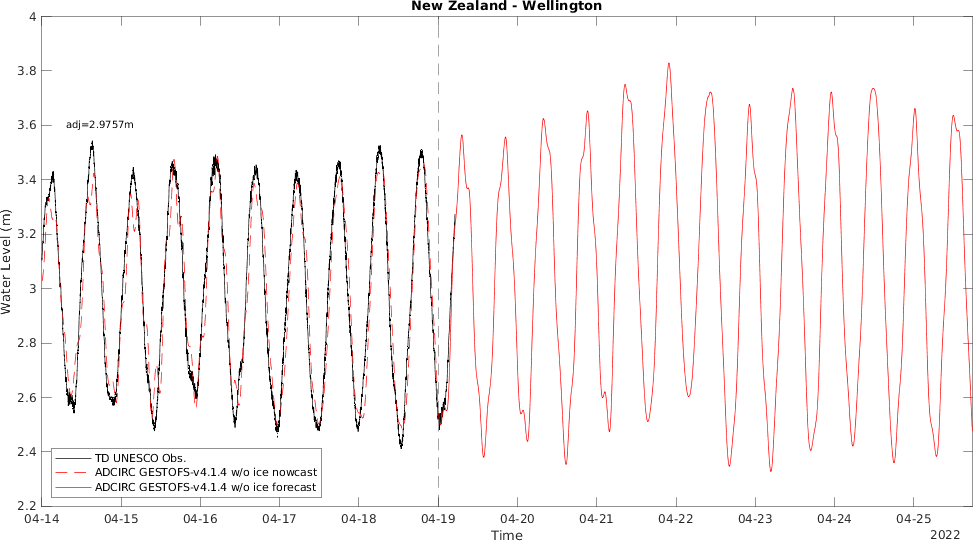 New Zealand - Wellington
4
3.8
3.6
3.4
3.2
3
2.8
2.6
2.4
2.2
Water Level (m)
adj=2.9757m
TD UNESCO Obs.
ADCIRC GESTOFS-v4.1.4 w/o ice nowcast
ADCIRC GESTOFS-v4.1.4 w/o ice forecast
04-14 04-15 04-16 04-17 04-18 04-19 04-20 04-21 04-22 04-23 04-24 04-25
Time
2022